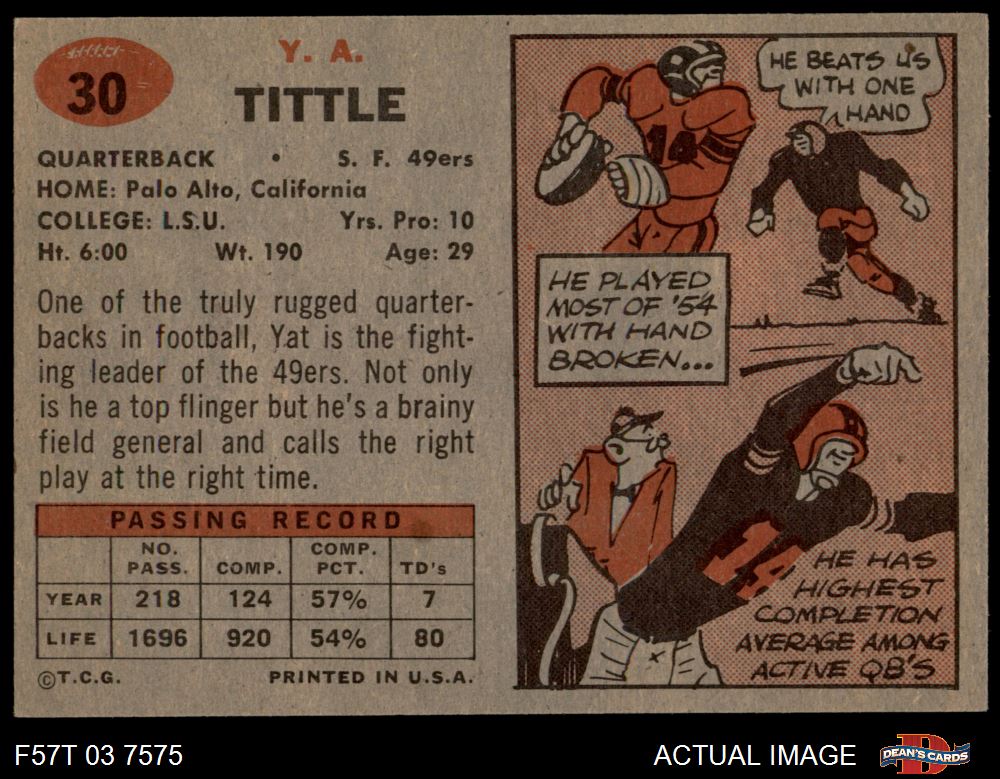 30
Y. A.
TITTLE
QUARTERBACK • S. F. 49ers
HOME: Palo Alto, California
COLLEGE: L.S.U. Yrs. Pro: 10
Ht. 6:00 Wt. 190 Age: 29
One of the truly rugged quarter-
backs in football, Yat is the fight-
ing leader of the 49ers. Not only
is he a top flinger but he's a brainy
field general and calls the right
play at the right time.
PASSING RECORD
NO. PASS. COMP. COMP. PCT. TD's
YEAR 218 124 57% 7
LIFE 1696 920 54% 80
©T.C.G. PRINTED IN U.S.A.
HE BEATS US
WITH ONE
HAND
14
HE PLAYED
MOST OF '54
WITH HAND
BROKEN...
14
HE HAS
HIGHEST
COMPLETION
AVERAGE AMONG
ACTIVE QB'S
F57T 03 7575
ACTUAL IMAGE
DEAN'S CARDS